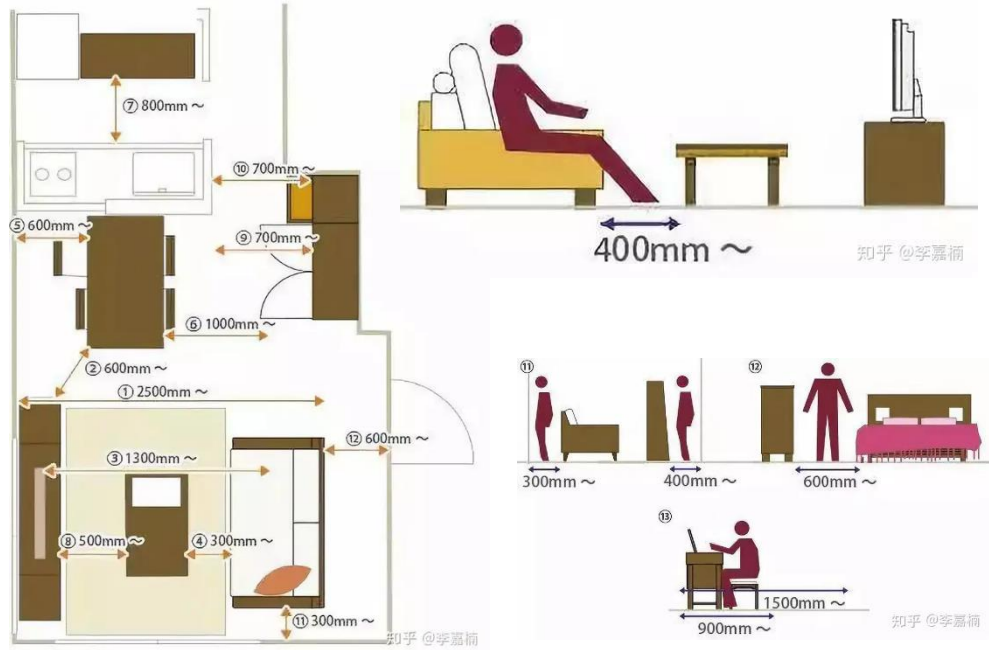 ⑦ 800mm ～
⑩ 700mm ～
⑤ 600mm ～
⑨ 700mm ～
⑥ 1000mm ～
② 600mm ～
① 2500mm ～
⑫ 600mm ～
③ 1300mm ～
⑧ 500mm ～
④ 300mm ～
⑪ 300mm ～
知乎 @李嘉楠
400mm ～
知乎 @李嘉楠
⑪
⑫
300mm ～
400mm ～
600mm ～
⑬
1500mm ～
900mm ～
知乎 @李嘉楠